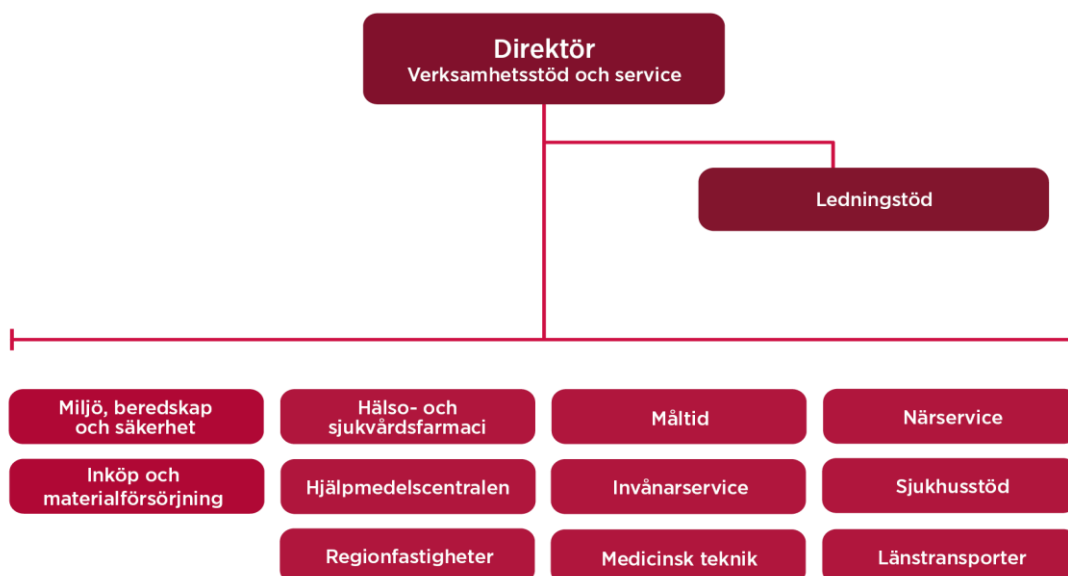 Direktör
Verksamhetsstöd och service
Ledningstöd
Miljö, beredskap
och säkerhet
Hälso- och
sjukvårdsfarmaci
Måltid
Närservice
Inköp och
materialförsörjning
Hjälpmedelscentralen
Invånarservice
Sjukhusstöd
Regionfastigheter
Medicinsk teknik
Länstransporter